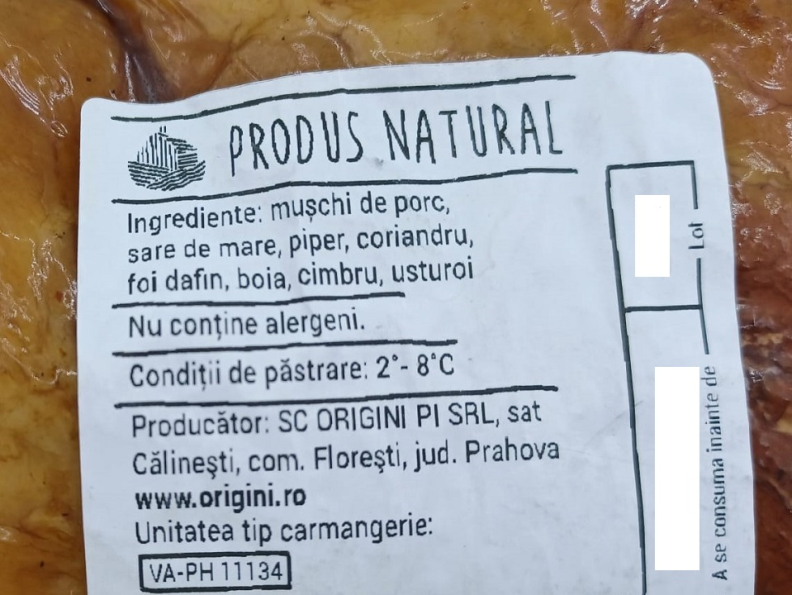 PRODUS NATURAL
Ingrediente: mușchi de porc,
sare de mare, piper, coriandru,
foi dafin, boia, cimbru, usturoi
Nu conține alergeni.
Condiții de păstrare: 2°- 8°C
Producător: SC ORIGINI PI SRL, sat
Călinești, com. Florești, jud. Prahova
www.origini.ro
Unitatea tip carmangerie:
VA-PH 11134
Lot
A se consuma inainte de